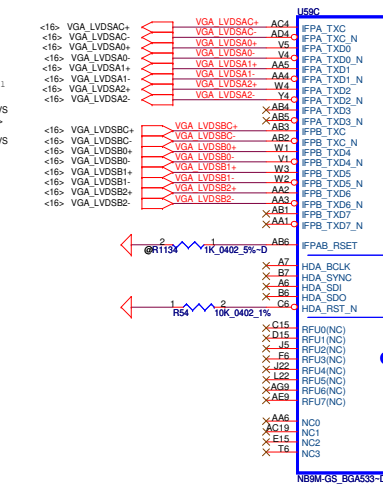 U59C
<16> VGA_LVDSAC+ VGA_LVDSAC+ AC4 IFPA_TXC
<16> VGA_LVDSAC- VGA_LVDSAC- AD4 IFPA_TXC_N
<16> VGA_LVDSA0+ VGA_LVDSA0+ V5 IFPA_TXD0
<16> VGA_LVDSA0- VGA_LVDSA0- V4 IFPA_TXD0_N
<16> VGA_LVDSA1+ VGA_LVDSA1+ AA5 IFPA_TXD1
<16> VGA_LVDSA1- VGA_LVDSA1- AA4 IFPA_TXD1_N
<16> VGA_LVDSA2+ VGA_LVDSA2+ W4 IFPA_TXD2
<16> VGA_LVDSA2- VGA_LVDSA2- Y4 IFPA_TXD2_N
AB4 IFPA_TXD3
AB5 IFPA_TXD3_N
<16> VGA_LVDSBC+ VGA_LVDSBC+ AB3 IFPB_TXC
<16> VGA_LVDSBC- VGA_LVDSBC- AB2 IFPB_TXC_N
<16> VGA_LVDSB0+ VGA_LVDSB0+ W1 IFPB_TXD4
<16> VGA_LVDSB0- VGA_LVDSB0- V1 IFPB_TXD4_N
<16> VGA_LVDSB1+ VGA_LVDSB1+ W3 IFPB_TXD5
<16> VGA_LVDSB1- VGA_LVDSB1- W2 IFPB_TXD5_N
<16> VGA_LVDSB2+ VGA_LVDSB2+ AA2 IFPB_TXD6
<16> VGA_LVDSB2- VGA_LVDSB2- AA3 IFPB_TXD6_N
AB1 IFPB_TXD7
AA1 IFPB_TXD7_N
2 1 AB6 IFPAB_RSET
@R1134 1K_0402_5%~D
A7 HDA_BCLK
B7 HDA_SYNC
A6 HDA_SDI
B6 HDA_SDO
1 2 C6 HDA_RST_N
R54 10K_0402_1%
C15 RFU0(NC)
D15 RFU1(NC)
J5 RFU2(NC)
F6 RFU3(NC)
J22 RFU4(NC)
L22 RFU5(NC)
AG9 RFU6(NC)
AE9 RFU7(NC)
AA6 NC0
AC19 NC1
E15 NC2
T6 NC3
NB9M-GS_BGA533~D